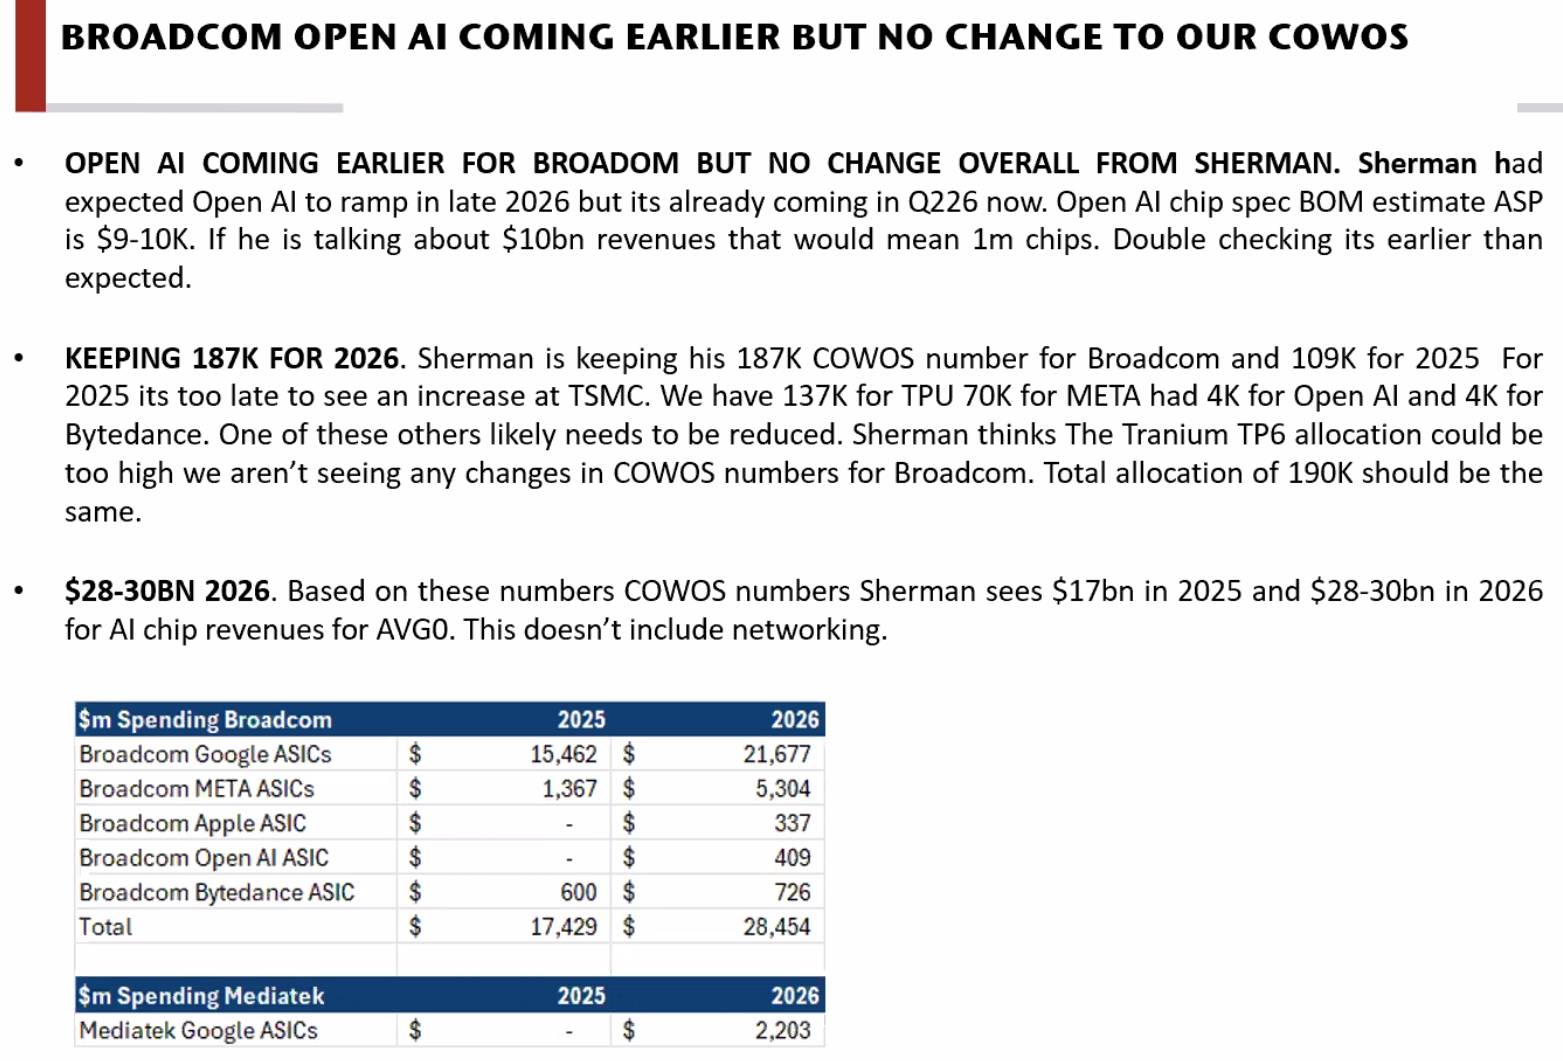 BROADCOM OPEN AI COMING EARLIER BUT NO CHANGE TO OUR COWOS
• OPEN AI COMING EARLIER FOR BROADOM BUT NO CHANGE OVERALL FROM SHERMAN. Sherman had
expected Open AI to ramp in late 2026 but its already coming in Q226 now. Open AI chip spec BOM estimate ASP
is $9-10K. If he is talking about $10bn revenues that would mean 1m chips. Double checking its earlier than
expected.
• KEEPING 187K FOR 2026. Sherman is keeping his 187K COWOS number for Broadcom and 109K for 2025 For
2025 its too late to see an increase at TSMC. We have 137K for TPU 70K for META had 4K for Open AI and 4K for
Bytedance. One of these others likely needs to be reduced. Sherman thinks The Tranium TP6 allocation could be
too high we aren’t seeing any changes in COWOS numbers for Broadcom. Total allocation of 190K should be the
same.
• $28-30BN 2026. Based on these numbers COWOS numbers Sherman sees $17bn in 2025 and $28-30bn in 2026
for AI chip revenues for AVG0. This doesn’t include networking.
$m Spending Broadcom 2025 2026
Broadcom Google ASICs $ 15,462 $ 21,677
Broadcom META ASICs $ 1,367 $ 5,304
Broadcom Apple ASIC $ - $ 337
Broadcom Open AI ASIC $ - $ 409
Broadcom Bytedance ASIC $ 600 $ 726
Total $ 17,429 $ 28,454
$m Spending Mediatek 2025 2026
Mediatek Google ASICs $ - $ 2,203